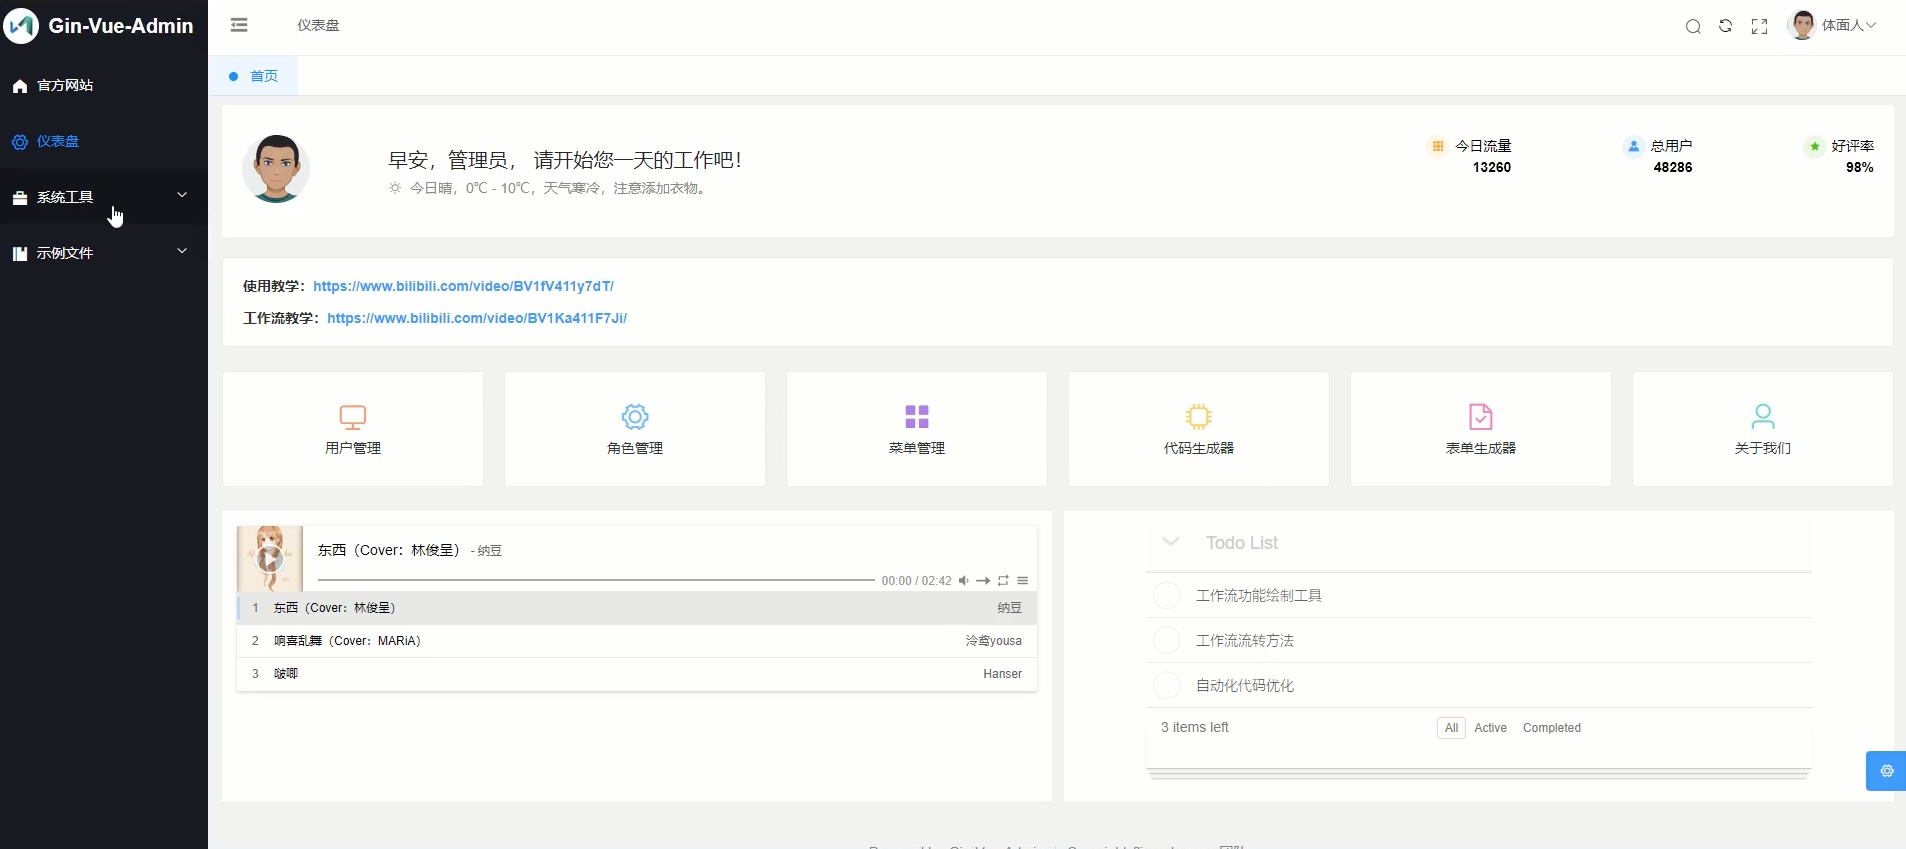 Gin-Vue-Admin
仪表盘
体面人
官方网站
首页
仪表盘
系统工具
示例文件
早安，管理员， 请开始您一天的工作吧！
今日晴，0℃ - 10℃，天气寒冷，注意添加衣物。
今日流量
13260
总用户
48286
好评率
98%
使用教学：https://www.bilibili.com/video/BV1fV411y7dT/
工作流教学：https://www.bilibili.com/video/BV1Ka411F7Ji/
用户管理
角色管理
菜单管理
代码生成器
表单生成器
关于我们
东西（Cover：林俊呈） - 纳豆
00:00 / 02:42
1 东西（Cover：林俊呈） 纳豆
2 响喜乱舞（Cover：MARiA） 泠鸢yousa
3 啵唧 Hanser
Todo List
工作流功能绘制工具
工作流流转方法
自动化代码优化
3 items left All Active Completed